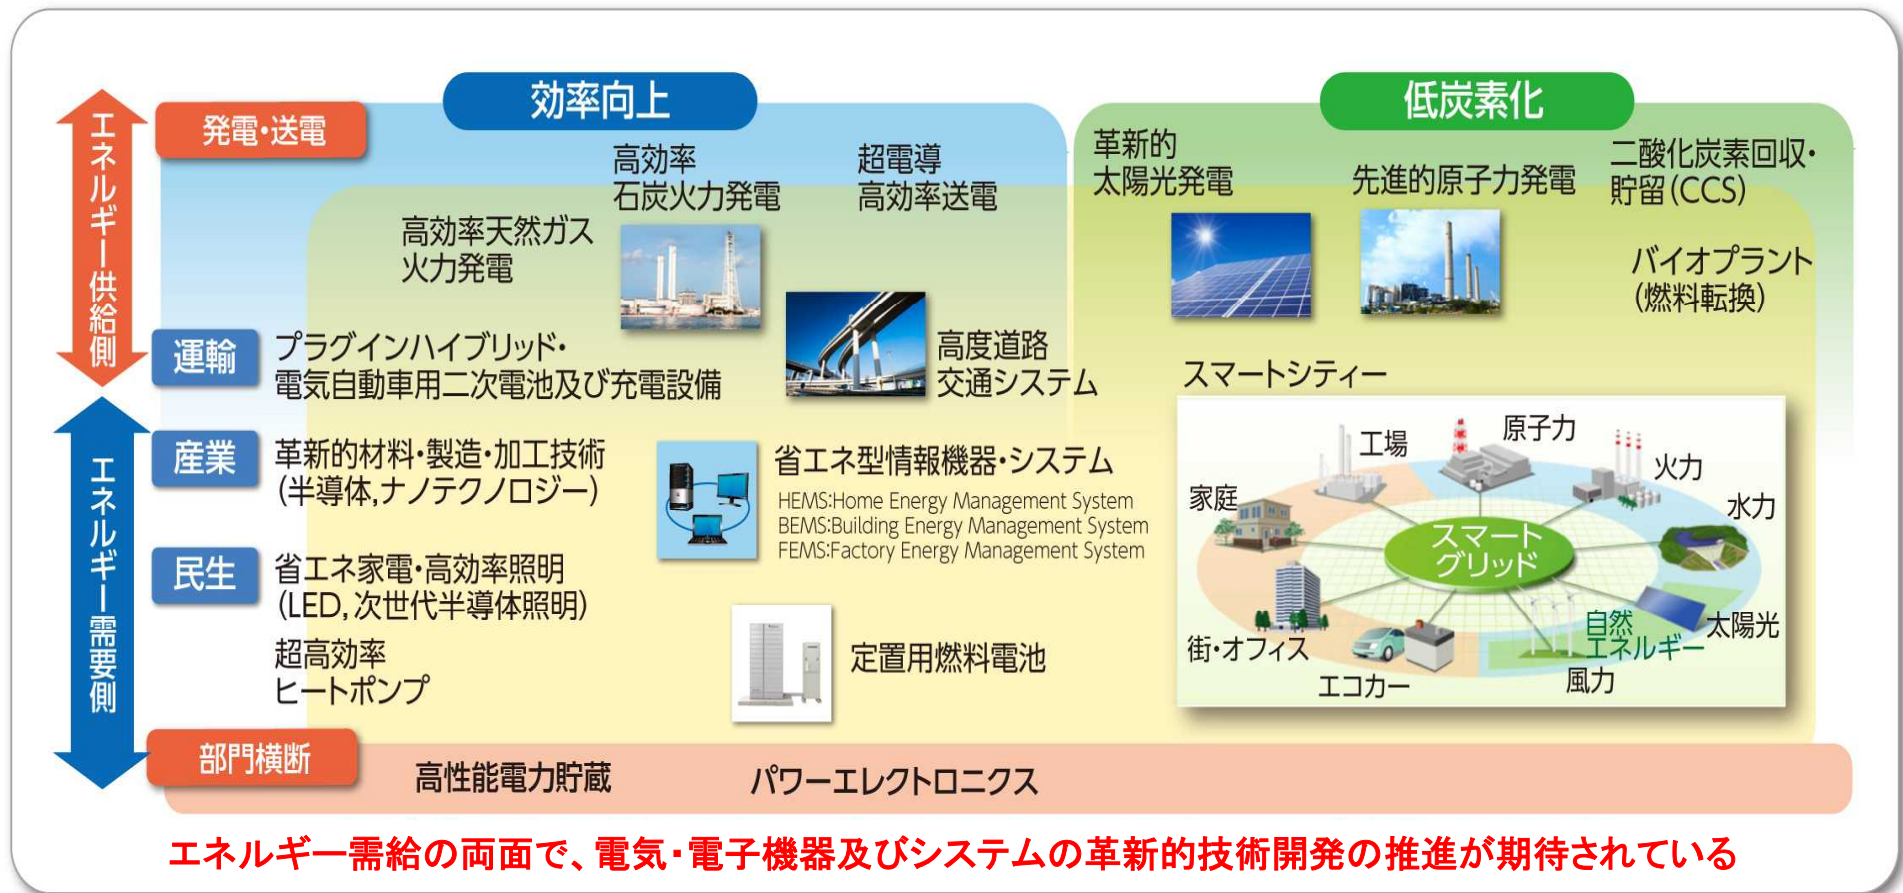 効率向上
低炭素化
エネルギー供給側
発電・送電
高効率
石炭火力発電
超電導
高効率送電
高効率天然ガス
火力発電
革新的
太陽光発電
先進的原子力発電
二酸化炭素回収・
貯留(CCS)
バイオプラント
(燃料転換)
運輸
プラグインハイブリッド・
電気自動車用二次電池及び充電設備
高度道路
交通システム
スマートシティー
エネルギー需要側
産業
革新的材料・製造・加工技術
(半導体,ナノテクノロジー)
省エネ型情報機器・システム
HEMS:Home Energy Management System
BEMS:Building Energy Management System
FEMS:Factory Energy Management System
民生
省エネ家電・高効率照明
(LED,次世代半導体照明)
超高効率
ヒートポンプ
定置用燃料電池
工場
原子力
火力
家庭
水力
スマート
グリッド
自然
エネルギー
太陽光
街・オフィス
エコカー
風力
部門横断
高性能電力貯蔵
パワーエレクトロニクス
エネルギー需給の両面で、電気・電子機器及びシステムの革新的技術開発の推進が期待されている